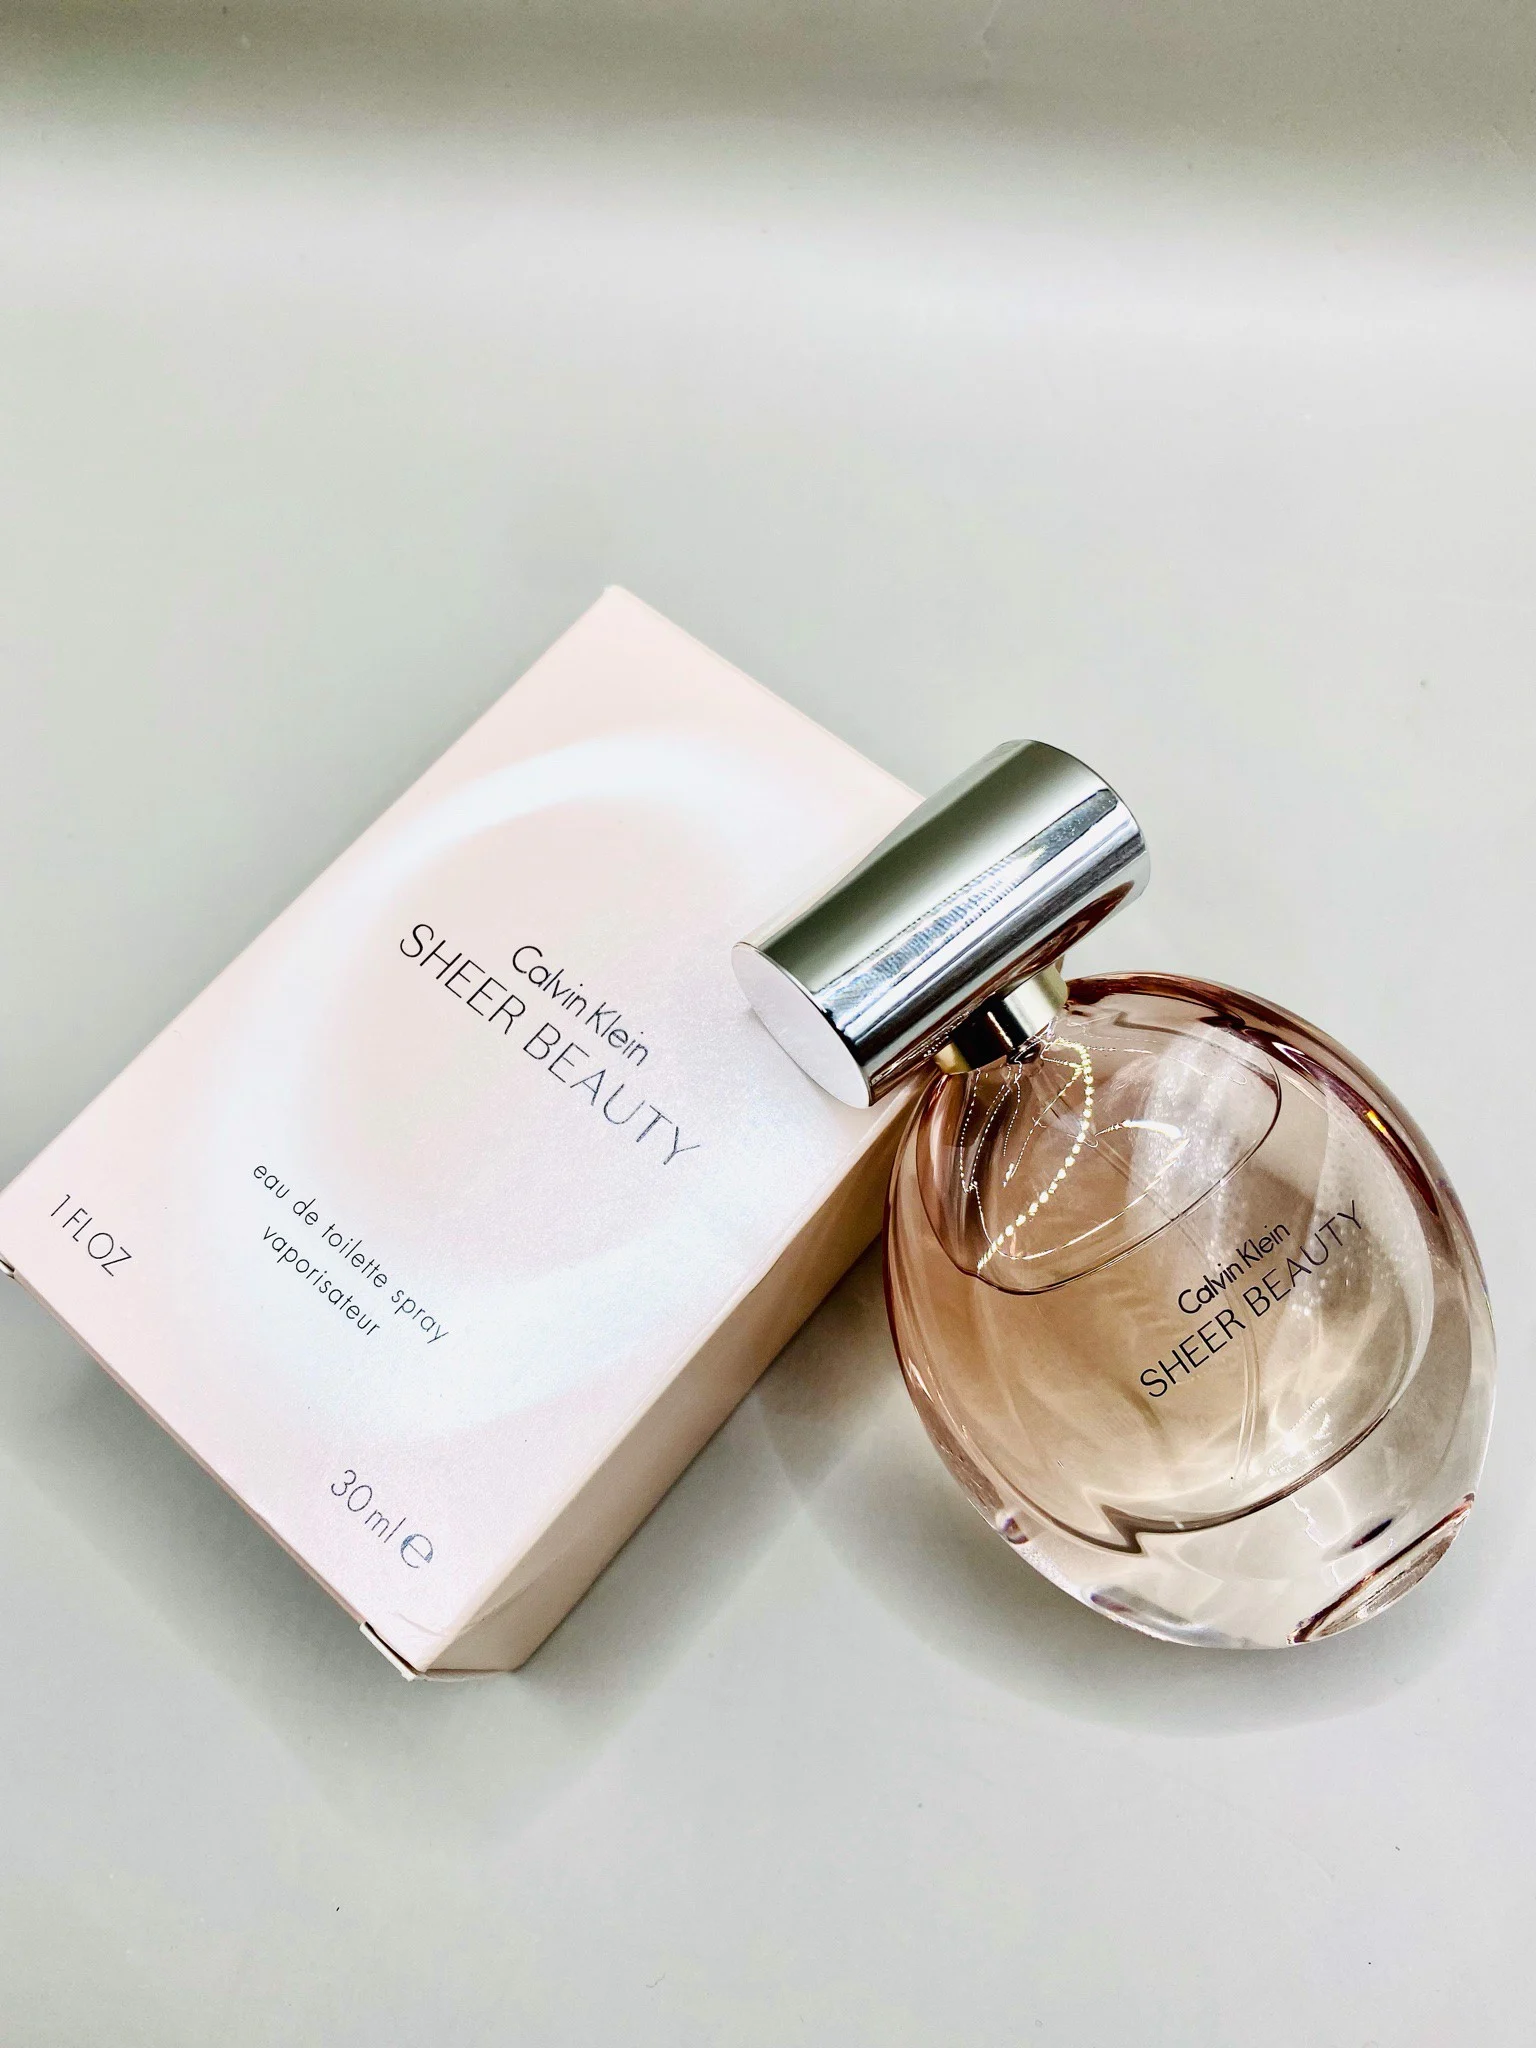 Calvin Klein
SHEER BEAUTY
eau de toilette spray
vaporisateur
1 FL OZ
30 ml ℮
Calvin Klein
SHEER BEAUTY